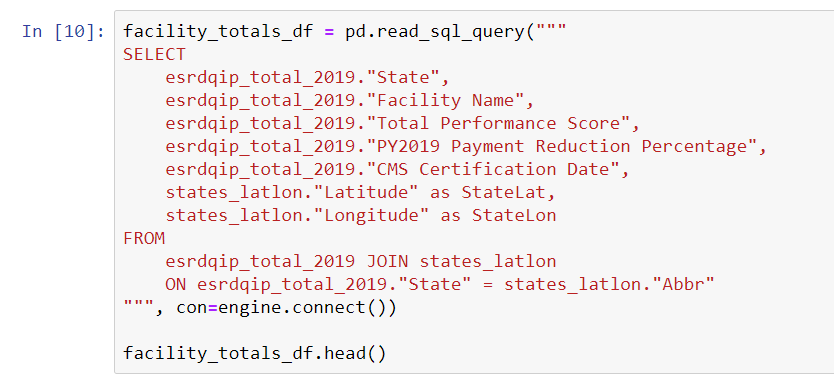 In [10]: facility_totals_df = pd.read_sql_query("""
SELECT
    esrdqip_total_2019."State",
    esrdqip_total_2019."Facility Name",
    esrdqip_total_2019."Total Performance Score",
    esrdqip_total_2019."PY2019 Payment Reduction Percentage",
    esrdqip_total_2019."CMS Certification Date",
    states_latlon."Latitude" as StateLat,
    states_latlon."Longitude" as StateLon
FROM
    esrdqip_total_2019 JOIN states_latlon
    ON esrdqip_total_2019."State" = states_latlon."Abbr"
""", con=engine.connect())

facility_totals_df.head()